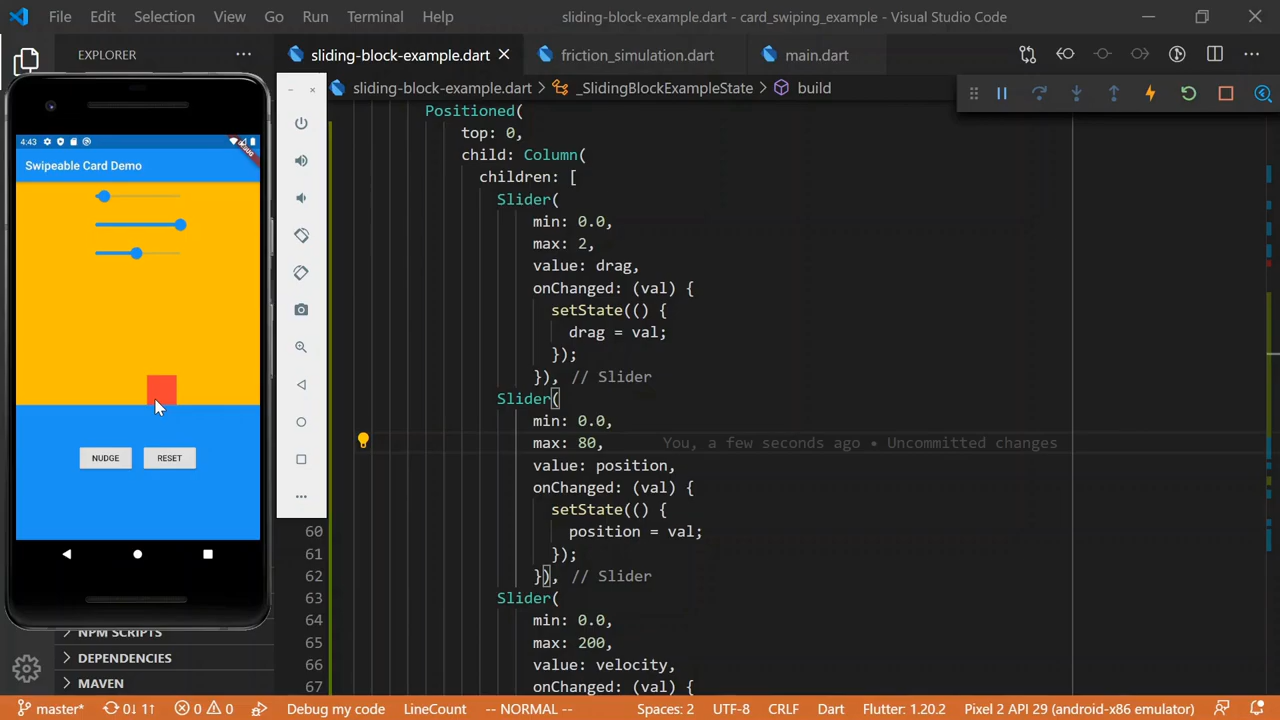 File Edit Selection View Go Run Terminal Help
sliding-block-example.dart - card_swiping_example - Visual Studio Code
EXPLORER
sliding-block-example.dart
friction_simulation.dart
main.dart
sliding-block-example.dart > _SlidingBlockExampleState > build
4:43
Swipeable Card Demo
NUDGE
RESET
NPM SCRIPTS
DEPENDENCIES
MAVEN
Positioned(
top: 0,
child: Column(
children: [
Slider(
min: 0.0,
max: 2,
value: drag,
onChanged: (val) {
setState(() {
drag = val;
});
}), // Slider
Slider(
min: 0.0,
max: 80, You, a few seconds ago • Uncommitted changes
value: position,
onChanged: (val) {
setState(() {
60 position = val;
61 });
62 }), // Slider
63 Slider(
64 min: 0.0,
65 max: 200,
66 value: velocity,
67 onChanged: (val) {
master* 0↓ 1↑ 0 0 Debug my code LineCount -- NORMAL -- Spaces: 2 UTF-8 CRLF Dart Flutter: 1.20.2 Pixel 2 API 29 (android-x86 emulator)